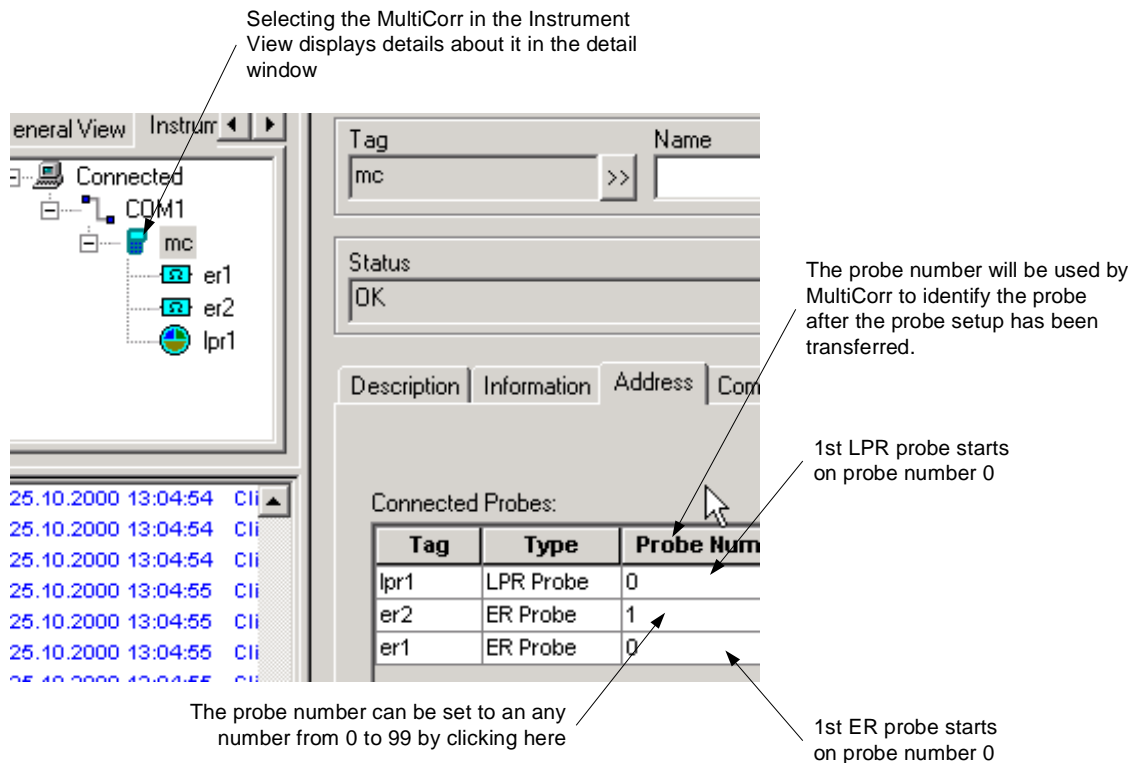 Selecting the MultiCorr in the Instrument
View displays details about it in the detail
window
eneral View Instrum
Connected
COM1
mc
er1
er2
lpr1
Tag
Name
mc
>>
Status
OK
Description Information Address Com
The probe number will be used by
MultiCorr to identify the probe
after the probe setup has been
transferred.
1st LPR probe starts
on probe number 0
25.10.2000 13:04:54 Cli
25.10.2000 13:04:54 Cli
25.10.2000 13:04:54 Cli
25.10.2000 13:04:55 Cli
25.10.2000 13:04:55 Cli
25.10.2000 13:04:55 Cli
Connected Probes:
Tag Type Probe Num
lpr1 LPR Probe 0
er2 ER Probe 1
er1 ER Probe 0
The probe number can be set to an any
number from 0 to 99 by clicking here
1st ER probe starts
on probe number 0